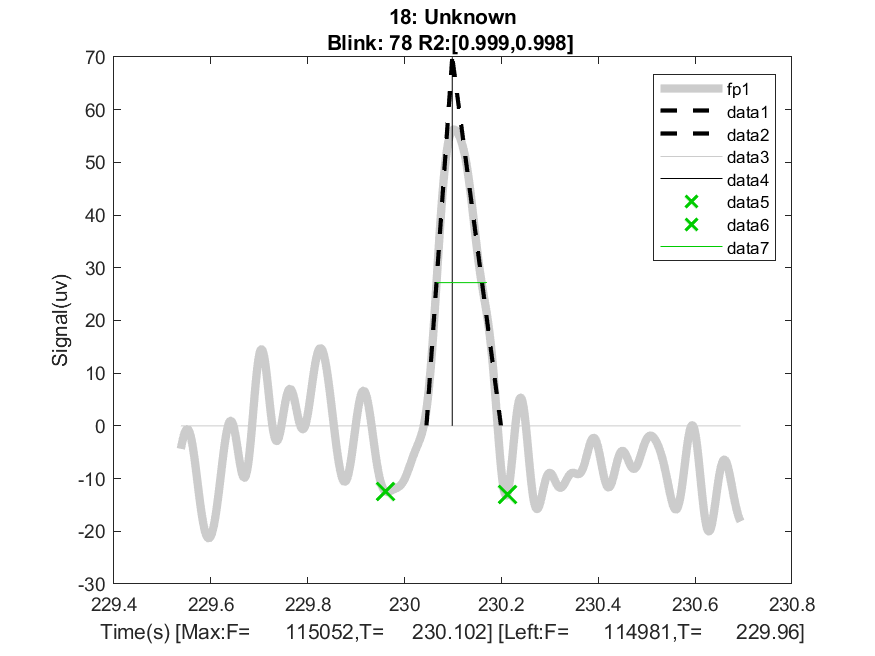 18: Unknown
Blink: 78 R2:[0.999,0.998]
70
60
50
40
30
20
10
0
-10
-20
-30
Signal(uv)
fp1
data1
data2
data3
data4
data5
data6
data7
229.4 229.6 229.8 230 230.2 230.4 230.6 230.8
Time(s) [Max:F= 115052,T= 230.102] [Left:F= 114981,T= 229.96]